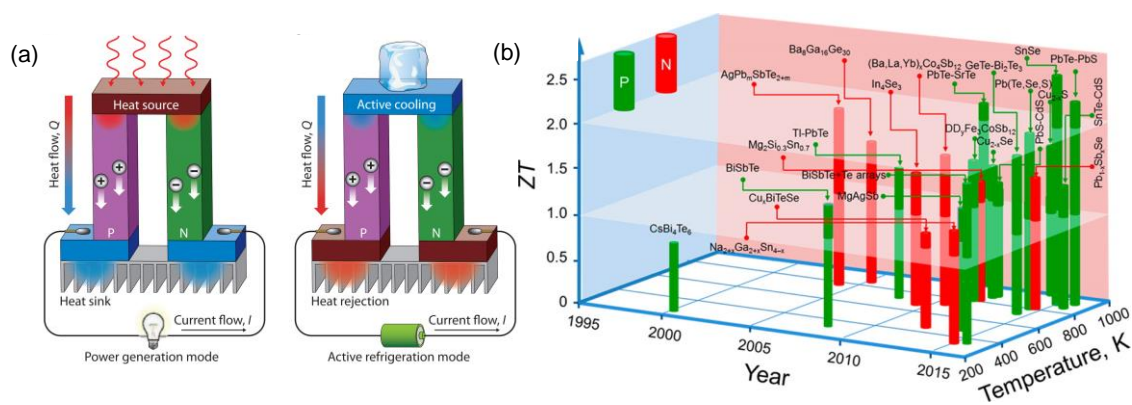 (a)
Heat source
Heat flow, Q
P
N
Heat sink
Current flow, I
Power generation mode
Active cooling
Heat flow, Q
P
N
Heat rejection
Current flow, I
Active refrigeration mode
(b)
P
N
ZT
2.5
2.0
1.5
1.0
0.5
0
1995
2000
2005
2010
2015
Year
200
400
600
800
1000
Temperature, K
Ba8Ga16Ge30
AgPbmSbTe2+m
(Ba,La,Yb)xCo4Sb12
In4Se3
PbTe-SrTe
GeTe-Bi2Te3
SnSe
PbTe-PbS
Pb(Te,Se,S)
SnTe-CdS
PbS-CdS
DDyFe3CoSb12
Cu2-xSe
Pb1-xSbxSe
Tl-PbTe
Mg2Si0.3Sn0.7
BiSbTe
BiSbTe+Te arrays
MgAgSb
CuxBiTeSe
CsBi4Te6
Na2+xGa2+xSn4-x